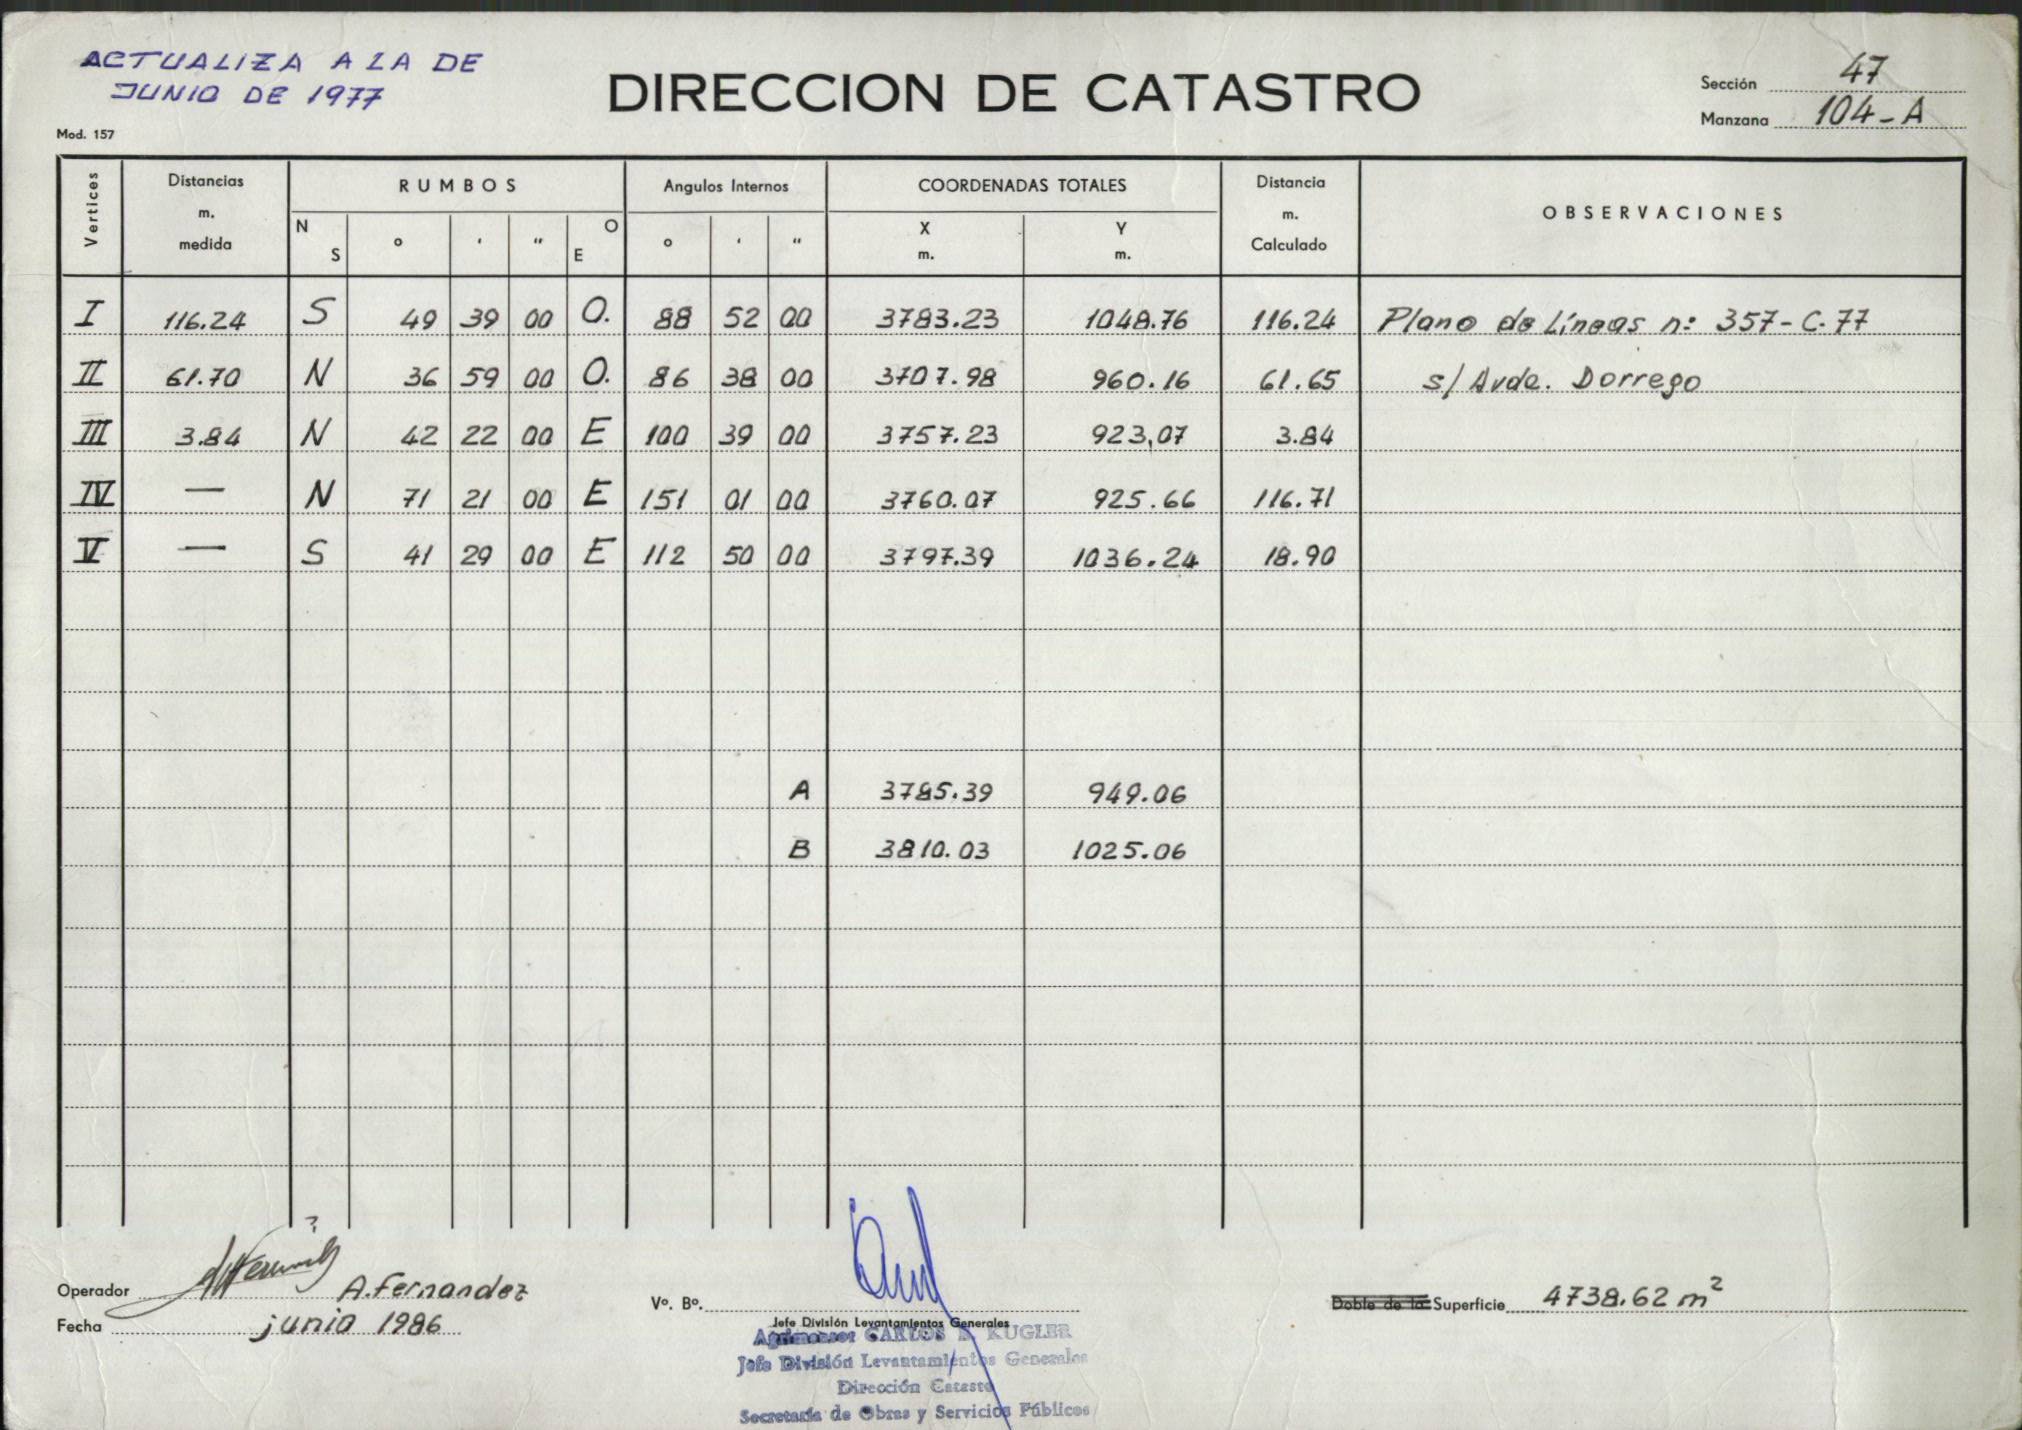 ACTUALIZA A LA DE
JUNIO DE 1977
DIRECCION DE CATASTRO
Sección 47
Manzana 104-A
Mod. 157
Vertices Distancias m. medida RUMBOS Angulos Internos COORDENADAS TOTALES Distancia m. Calculado OBSERVACIONES
N S ° ' " O E ° ' " X m. Y m.
I 116.24 S 49 39 00 O. 88 52 00 3783.23 1048.76 116.24 Plano de Líneas n: 357-C-77
II 61.70 N 36 59 00 O. 86 38 00 3707.98 960.16 61.65 s/ Avda. Dorrego
III 3.84 N 42 22 00 E 100 39 00 3757.23 923,07 3.84
IV — N 71 21 00 E 151 01 00 3760.07 925.66 116.71
V — S 41 29 00 E 112 50 00 3797.39 1036.24 18.90
A 3785.39 949.06
B 3810.03 1025.06
Operador A. Fernandez
Fecha junio 1986
Vº. Bº.
Jefe División Levantamientos Generales
Agrimensor CARLOS KUGLER
Jefe División Levantamientos Generales
Dirección Catastro
Secretaría de Obras y Servicios Públicos
Doble de la Superficie 4738.62 m²